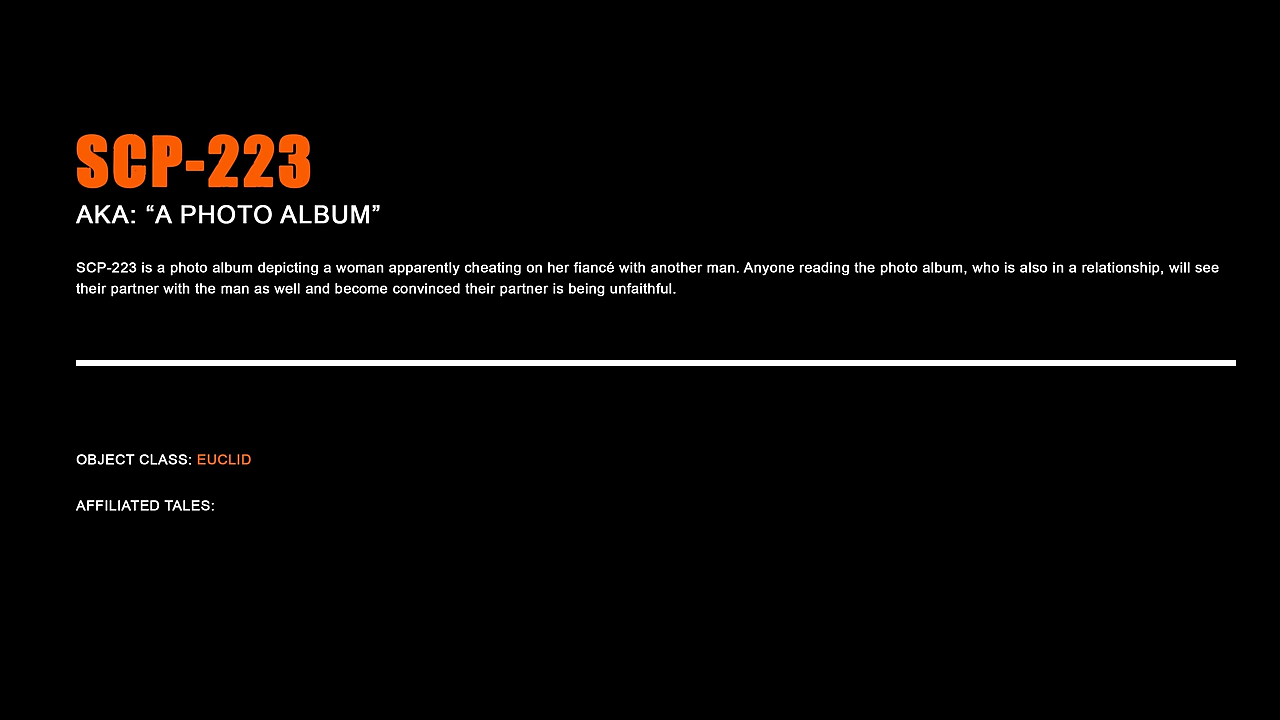 SCP-223
AKA: “A PHOTO ALBUM”
SCP-223 is a photo album depicting a woman apparently cheating on her fiancé with another man. Anyone reading the photo album, who is also in a relationship, will see
their partner with the man as well and become convinced their partner is being unfaithful.
OBJECT CLASS: EUCLID
AFFILIATED TALES: